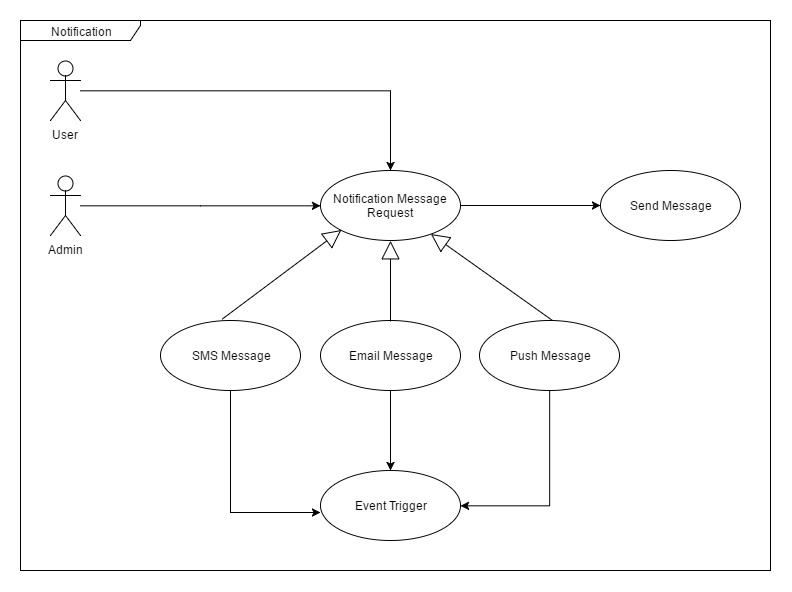 Notification
User
Notification Message
Request
Send Message
Admin
SMS Message
Email Message
Push Message
Event Trigger